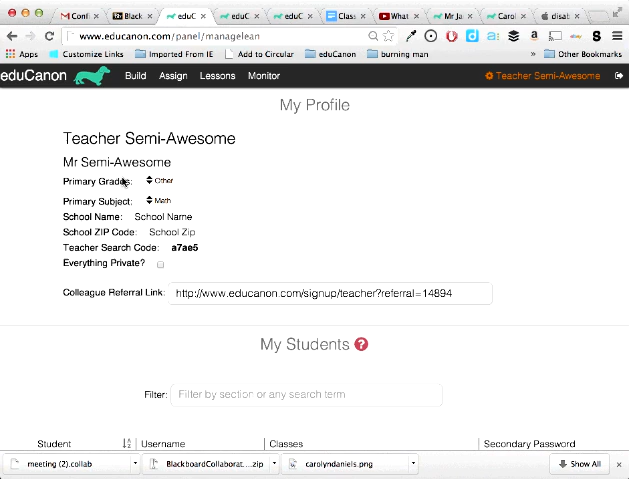 Confi
Black
eduC
eduC
eduC
Class
What
Mr Ja
Carol
disab
www.educanon.com/panel/managelean
Apps Customize Links Imported From IE Add to Circular eduCanon burning man » Other Bookmarks
eduCanon Build Assign Lessons Monitor Teacher Semi-Awesome
My Profile
Teacher Semi-Awesome
Mr Semi-Awesome
Primary Grades: Other
Primary Subject: Math
School Name: School Name
School ZIP Code: School Zip
Teacher Search Code: a7ae5
Everything Private?
Colleague Referral Link: http://www.educanon.com/signup/teacher?referral=14894
My Students ?
Filter: Filter by section or any search term
Student Username Classes Secondary Password
meeting (2).collab BlackboardCollaborat....zip carolyndaniels.png Show All